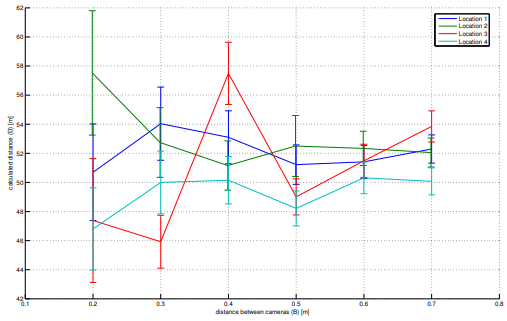 62
60
58
56
54
52
50
48
46
44
42
calculated distance (D) [m]
0.1 0.2 0.3 0.4 0.5 0.6 0.7 0.8
distance between cameras (B) [m]
Location 1
Location 2
Location 3
Location 4